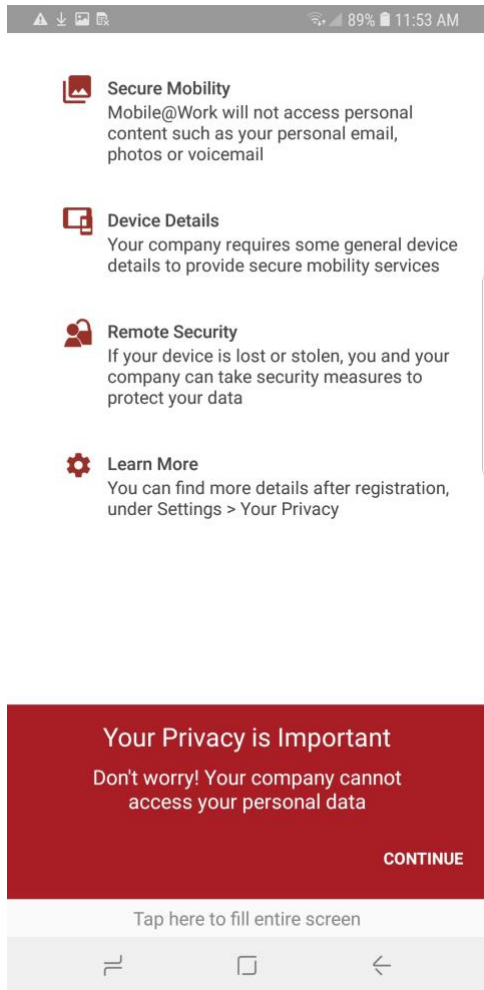 89% 11:53 AM
Secure Mobility
Mobile@Work will not access personal
content such as your personal email,
photos or voicemail
Device Details
Your company requires some general device
details to provide secure mobility services
Remote Security
If your device is lost or stolen, you and your
company can take security measures to
protect your data
Learn More
You can find more details after registration,
under Settings > Your Privacy
Your Privacy is Important
Don't worry! Your company cannot
access your personal data
CONTINUE
Tap here to fill entire screen